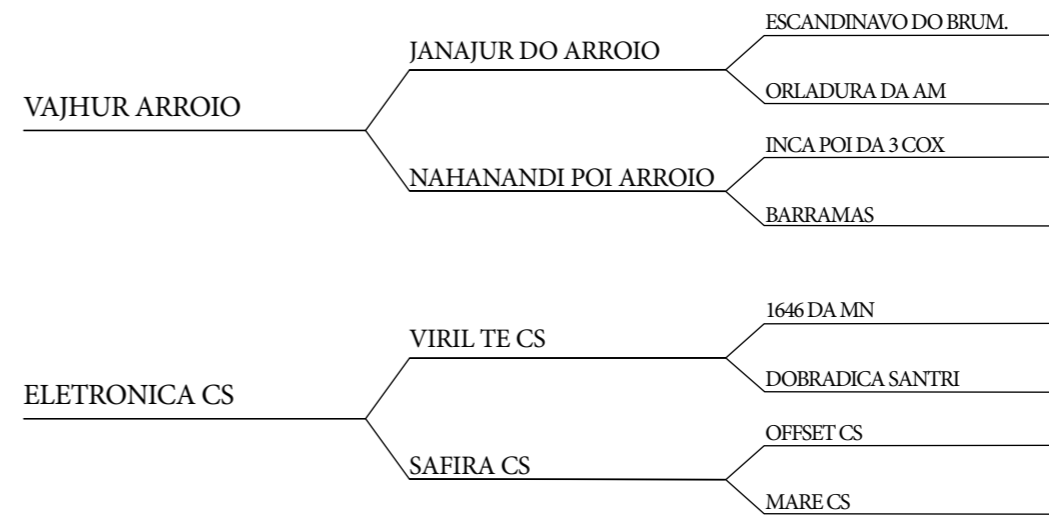 ESCANDINAVO DO BRUM.
JANAJUR DO ARROIO
ORLADURA DA AM
VAJHUR ARROIO
INCA POI DA 3 COX
NAHANANDI POI ARROIO
BARRAMAS
1646 DA MN
VIRIL TE CS
DOBRADICA SANTRI
ELETRONICA CS
OFFSET CS
SAFIRA CS
MARE CS